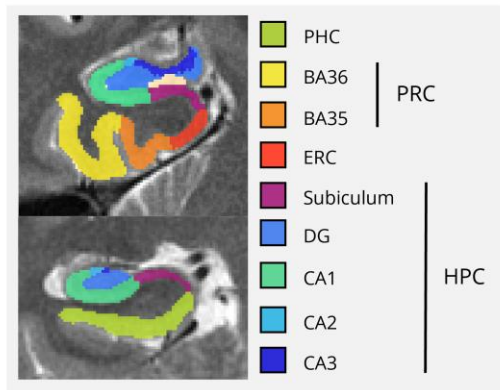 PHC
BA36
PRC
BA35
ERC
Subiculum
DG
HPC
CA1
CA2
CA3